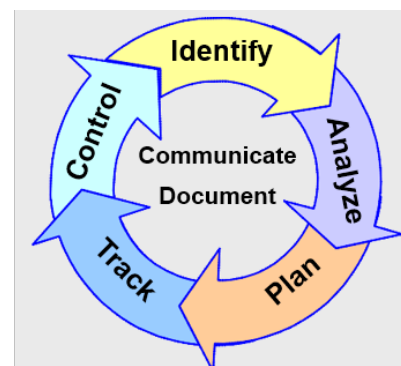 Identify
Analyze
Plan
Track
Control
Communicate
Document